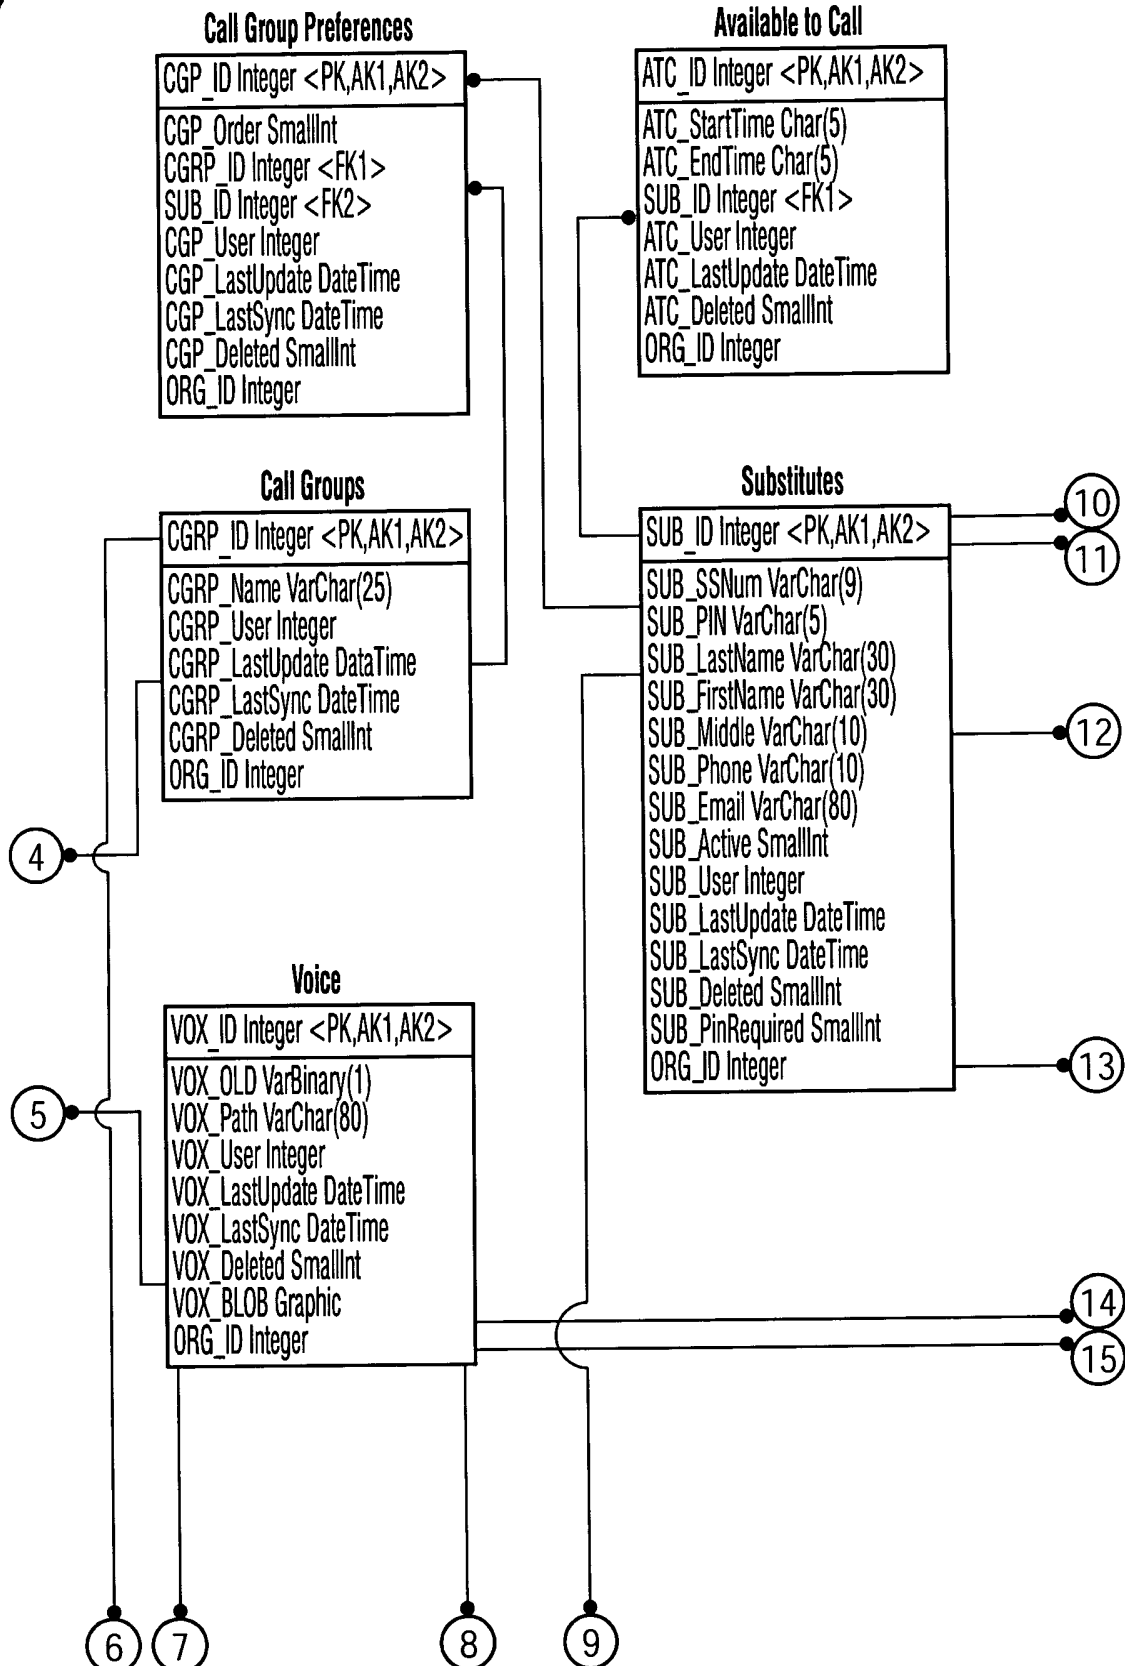 Call Group Preferences
CGP_ID Integer <PK,AK1,AK2>
CGP_Order SmallInt
CGRP_ID Integer <FK1>
SUB_ID Integer <FK2>
CGP_User Integer
CGP_LastUpdate DateTime
CGP_LastSync DateTime
CGP_Deleted SmallInt
ORG_ID Integer
Available to Call
ATC_ID Integer <PK,AK1,AK2>
ATC_StartTime Char(5)
ATC_EndTime Char(5)
SUB_ID Integer <FK1>
ATC_User Integer
ATC_LastUpdate DateTime
ATC_Deleted SmallInt
ORG_ID Integer
Call Groups
CGRP_ID Integer <PK,AK1,AK2>
CGRP_Name VarChar(25)
CGRP_User Integer
CGRP_LastUpdate DataTime
CGRP_LastSync DateTime
CGRP_Deleted SmallInt
ORG_ID Integer
Substitutes
SUB_ID Integer <PK,AK1,AK2>
SUB_SSNum VarChar(9)
SUB_PIN VarChar(5)
SUB_LastName VarChar(30)
SUB_FirstName VarChar(30)
SUB_Middle VarChar(10)
SUB_Phone VarChar(10)
SUB_Email VarChar(80)
SUB_Active SmallInt
SUB_User Integer
SUB_LastUpdate DateTime
SUB_LastSync DateTime
SUB_Deleted SmallInt
SUB_PinRequired SmallInt
ORG_ID Integer
10
11
12
13
4
Voice
VOX_ID Integer <PK,AK1,AK2>
VOX_OLD VarBinary(1)
VOX_Path VarChar(80)
VOX_User Integer
VOX_LastUpdate DateTime
VOX_LastSync DateTime
VOX_Deleted SmallInt
VOX_BLOB Graphic
ORG_ID Integer
5
14
15
6
7
8
9